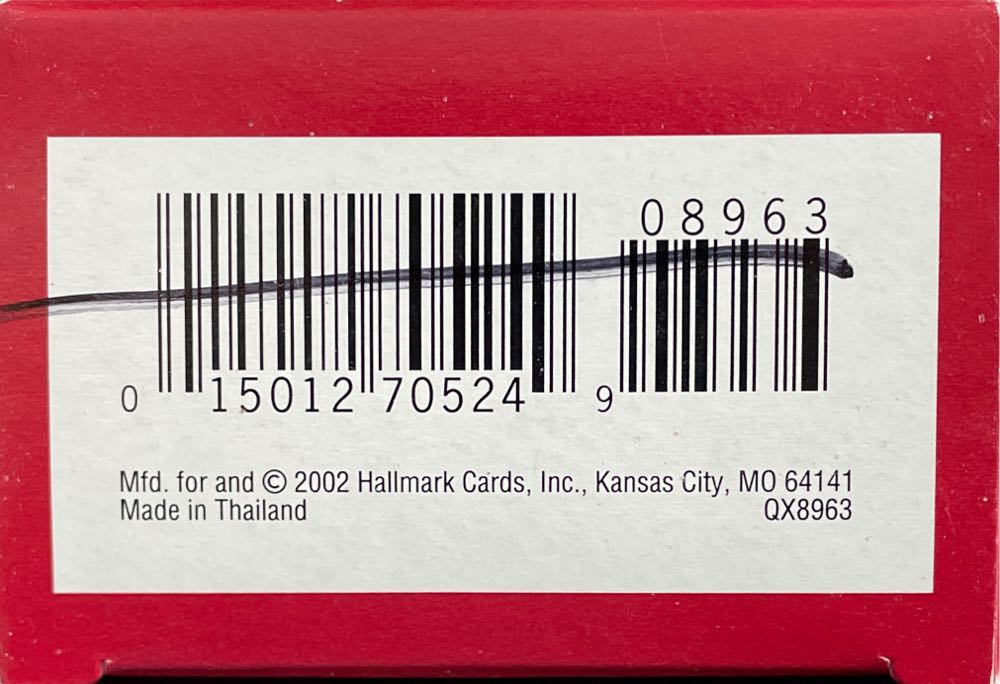 08963
0 15012 70524 9
Mfd. for and © 2002 Hallmark Cards, Inc., Kansas City, MO 64141
Made in Thailand QX8963